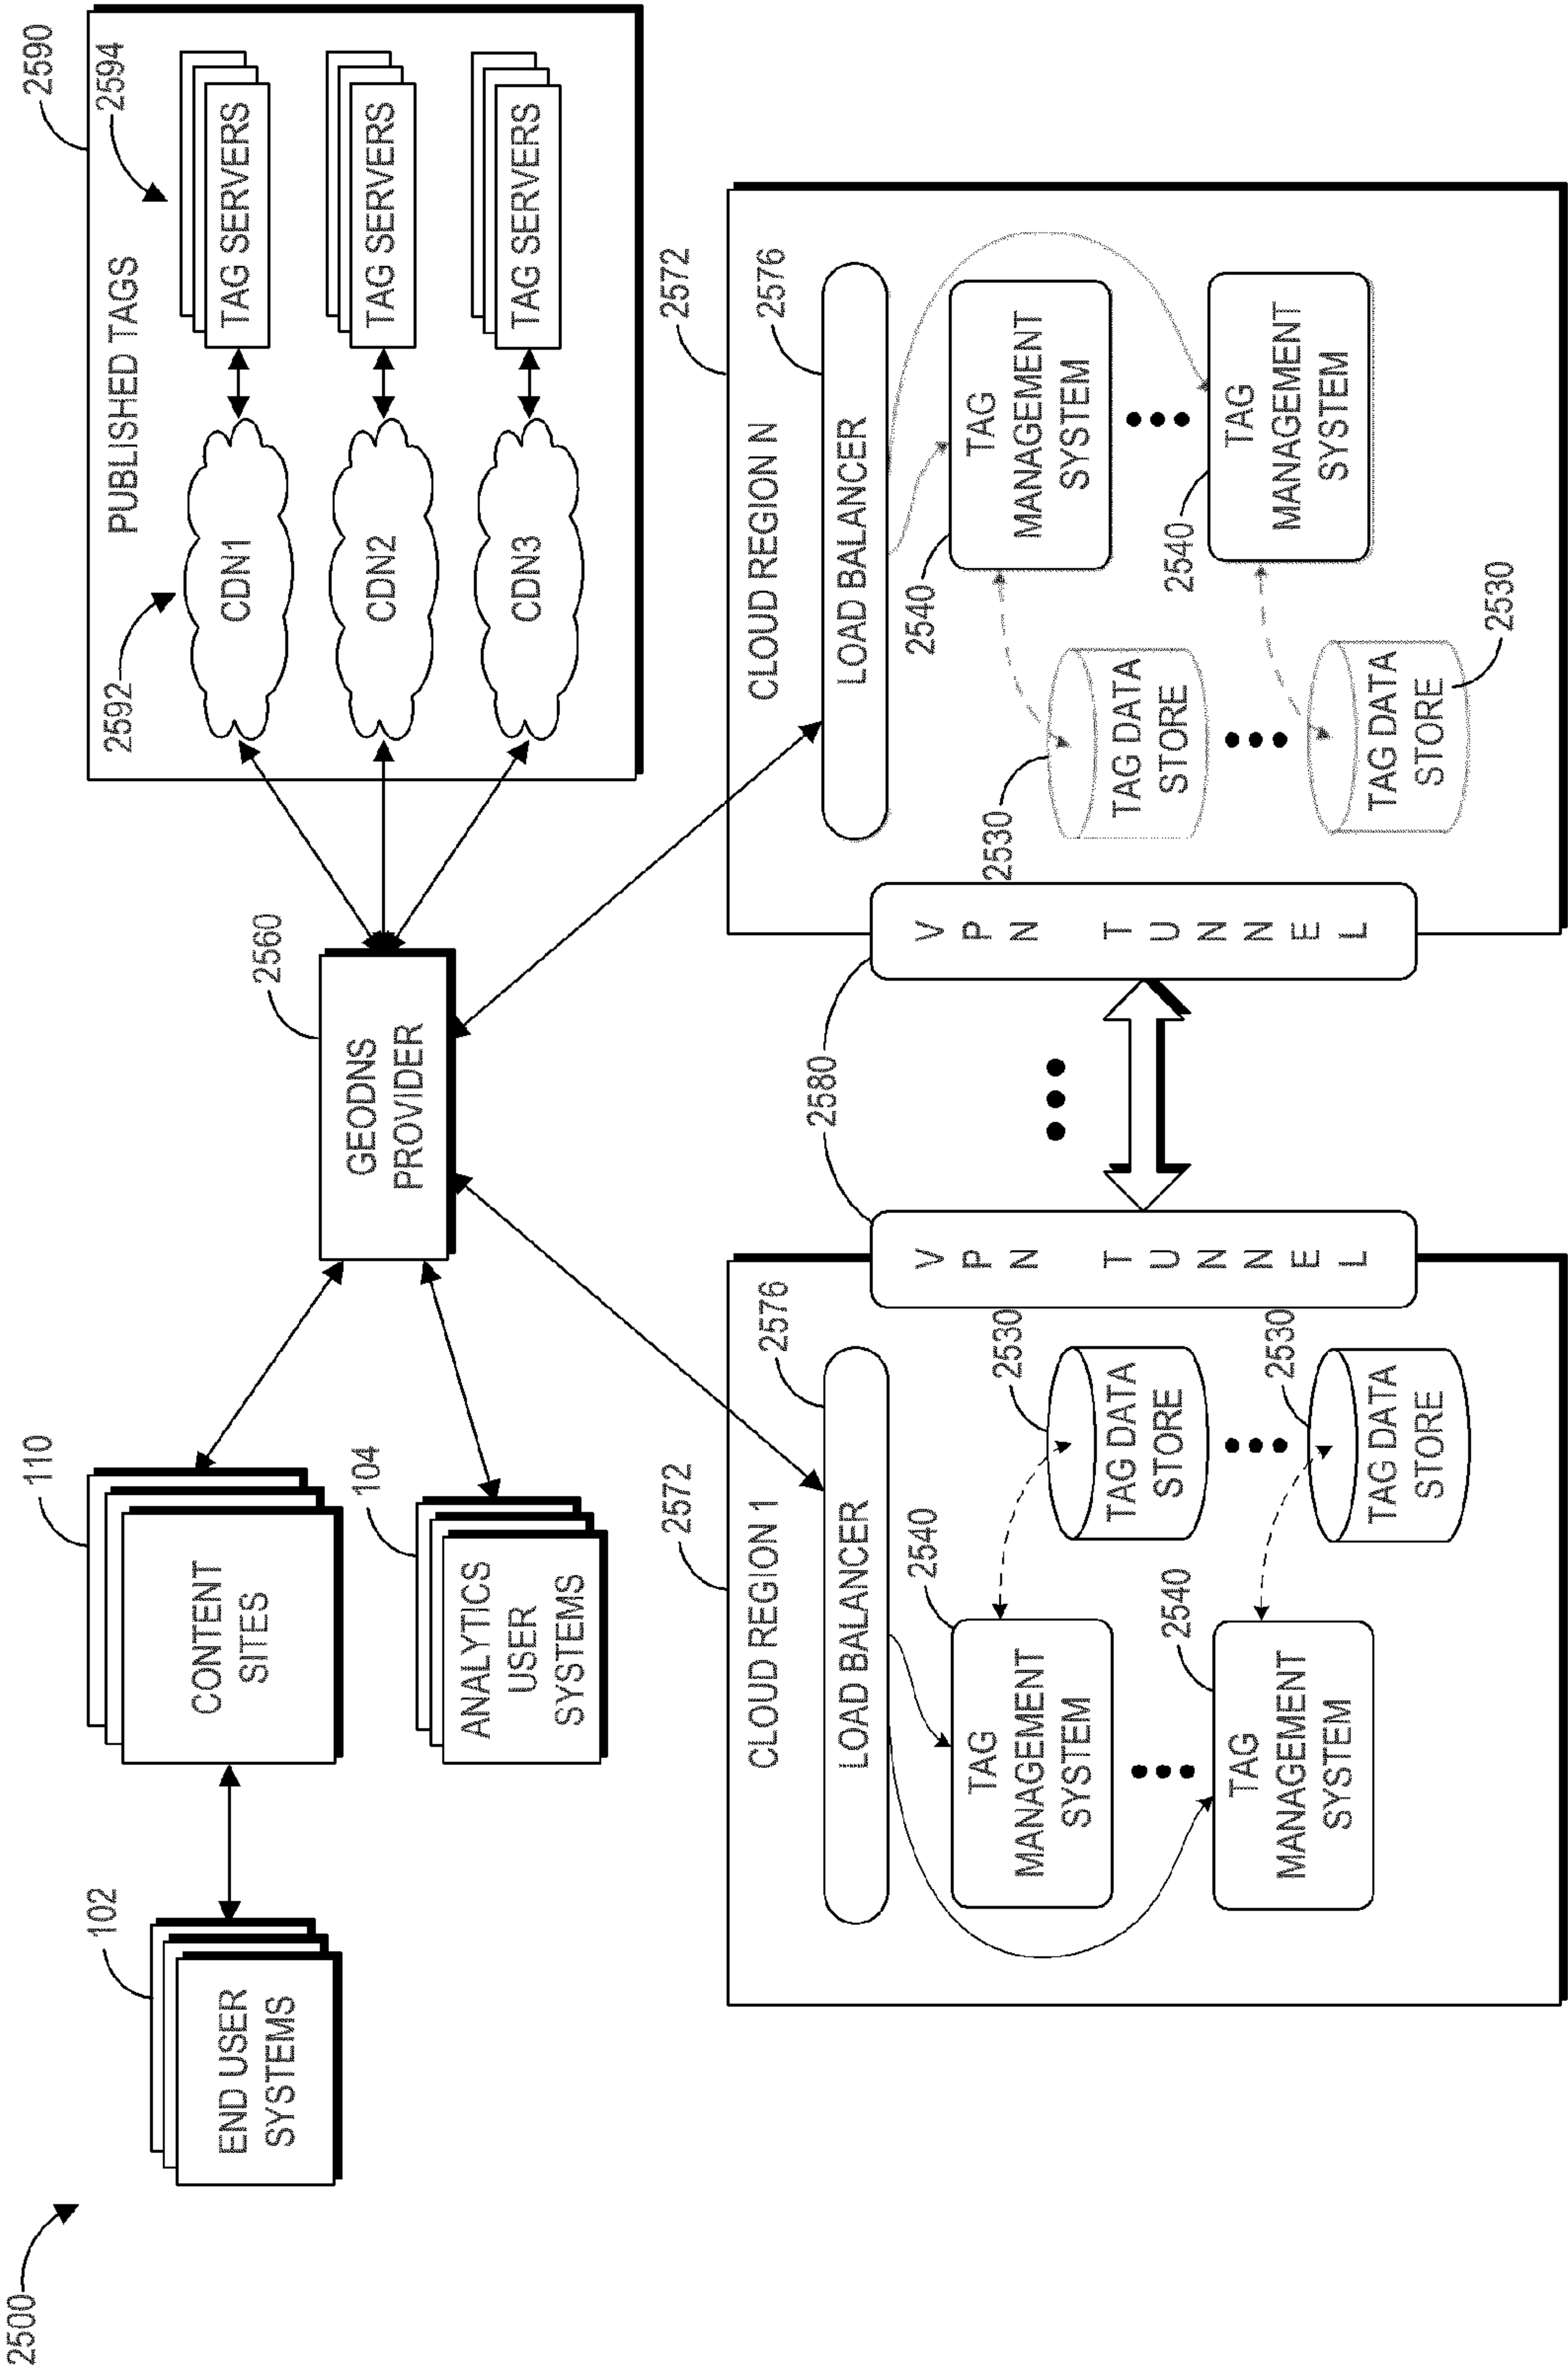 2500
102
END USER
SYSTEMS
110
CONTENT
SITES
104
ANALYTICS
USER
SYSTEMS
2560
GEODNS
PROVIDER
2590
PUBLISHED TAGS
2592
2594
CDN1
TAG SERVERS
CDN2
TAG SERVERS
CDN3
TAG SERVERS
2572
CLOUD REGION 1
2576
LOAD BALANCER
2540
TAG
MANAGEMENT
SYSTEM
2530
TAG DATA
STORE
2540
TAG
MANAGEMENT
SYSTEM
2530
TAG DATA
STORE
2580
VPN TUNNEL
VPN TUNNEL
2572
CLOUD REGION N
2576
LOAD BALANCER
2530
TAG DATA
STORE
2540
TAG
MANAGEMENT
SYSTEM
2530
TAG DATA
STORE
2540
TAG
MANAGEMENT
SYSTEM